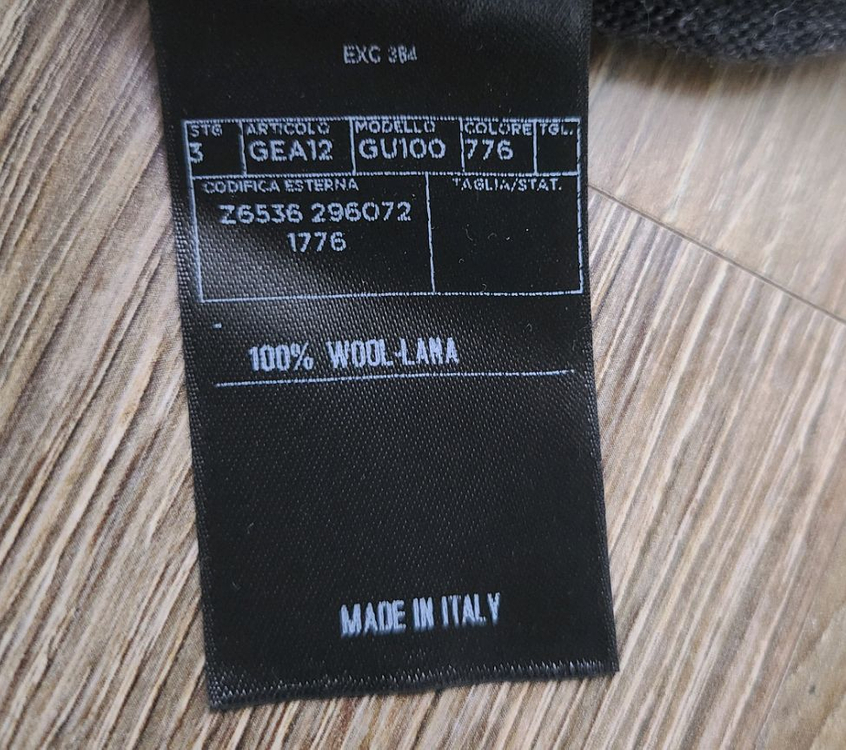 EXC 384
STG ARTICOLO MODELLO COLORE TGL.
3 GEA12 GU100 776
CODIFICA ESTERNA TAGLIA/STAT.
Z6536 296072
1776
100% WOOL-LANA
MADE IN ITALY